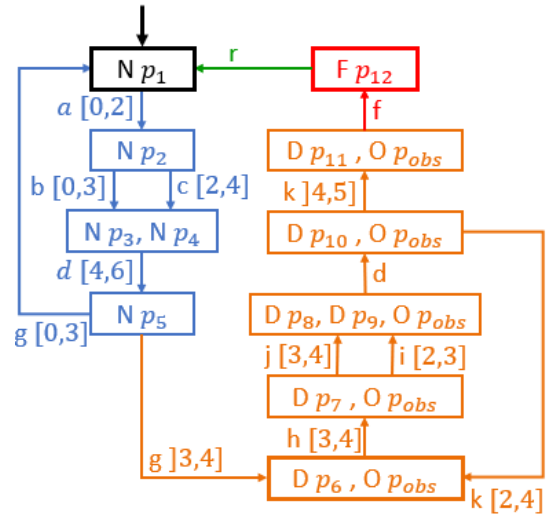 r
N p₁
F p₁₂
a [0,2]
f
N p₂
D p₁₁ , O pₒbₛ
b [0,3]
c [2,4]
k ]4,5]
N p₃, N p₄
D p₁₀ , O pₒbₛ
d [4,6]
d
N p₅
D p₈, D p₉, O pₒbₛ
g [0,3]
j [3,4]
i [2,3]
D p₇ , O pₒbₛ
h [3,4]
g ]3,4]
D p₆ , O pₒbₛ
k [2,4]